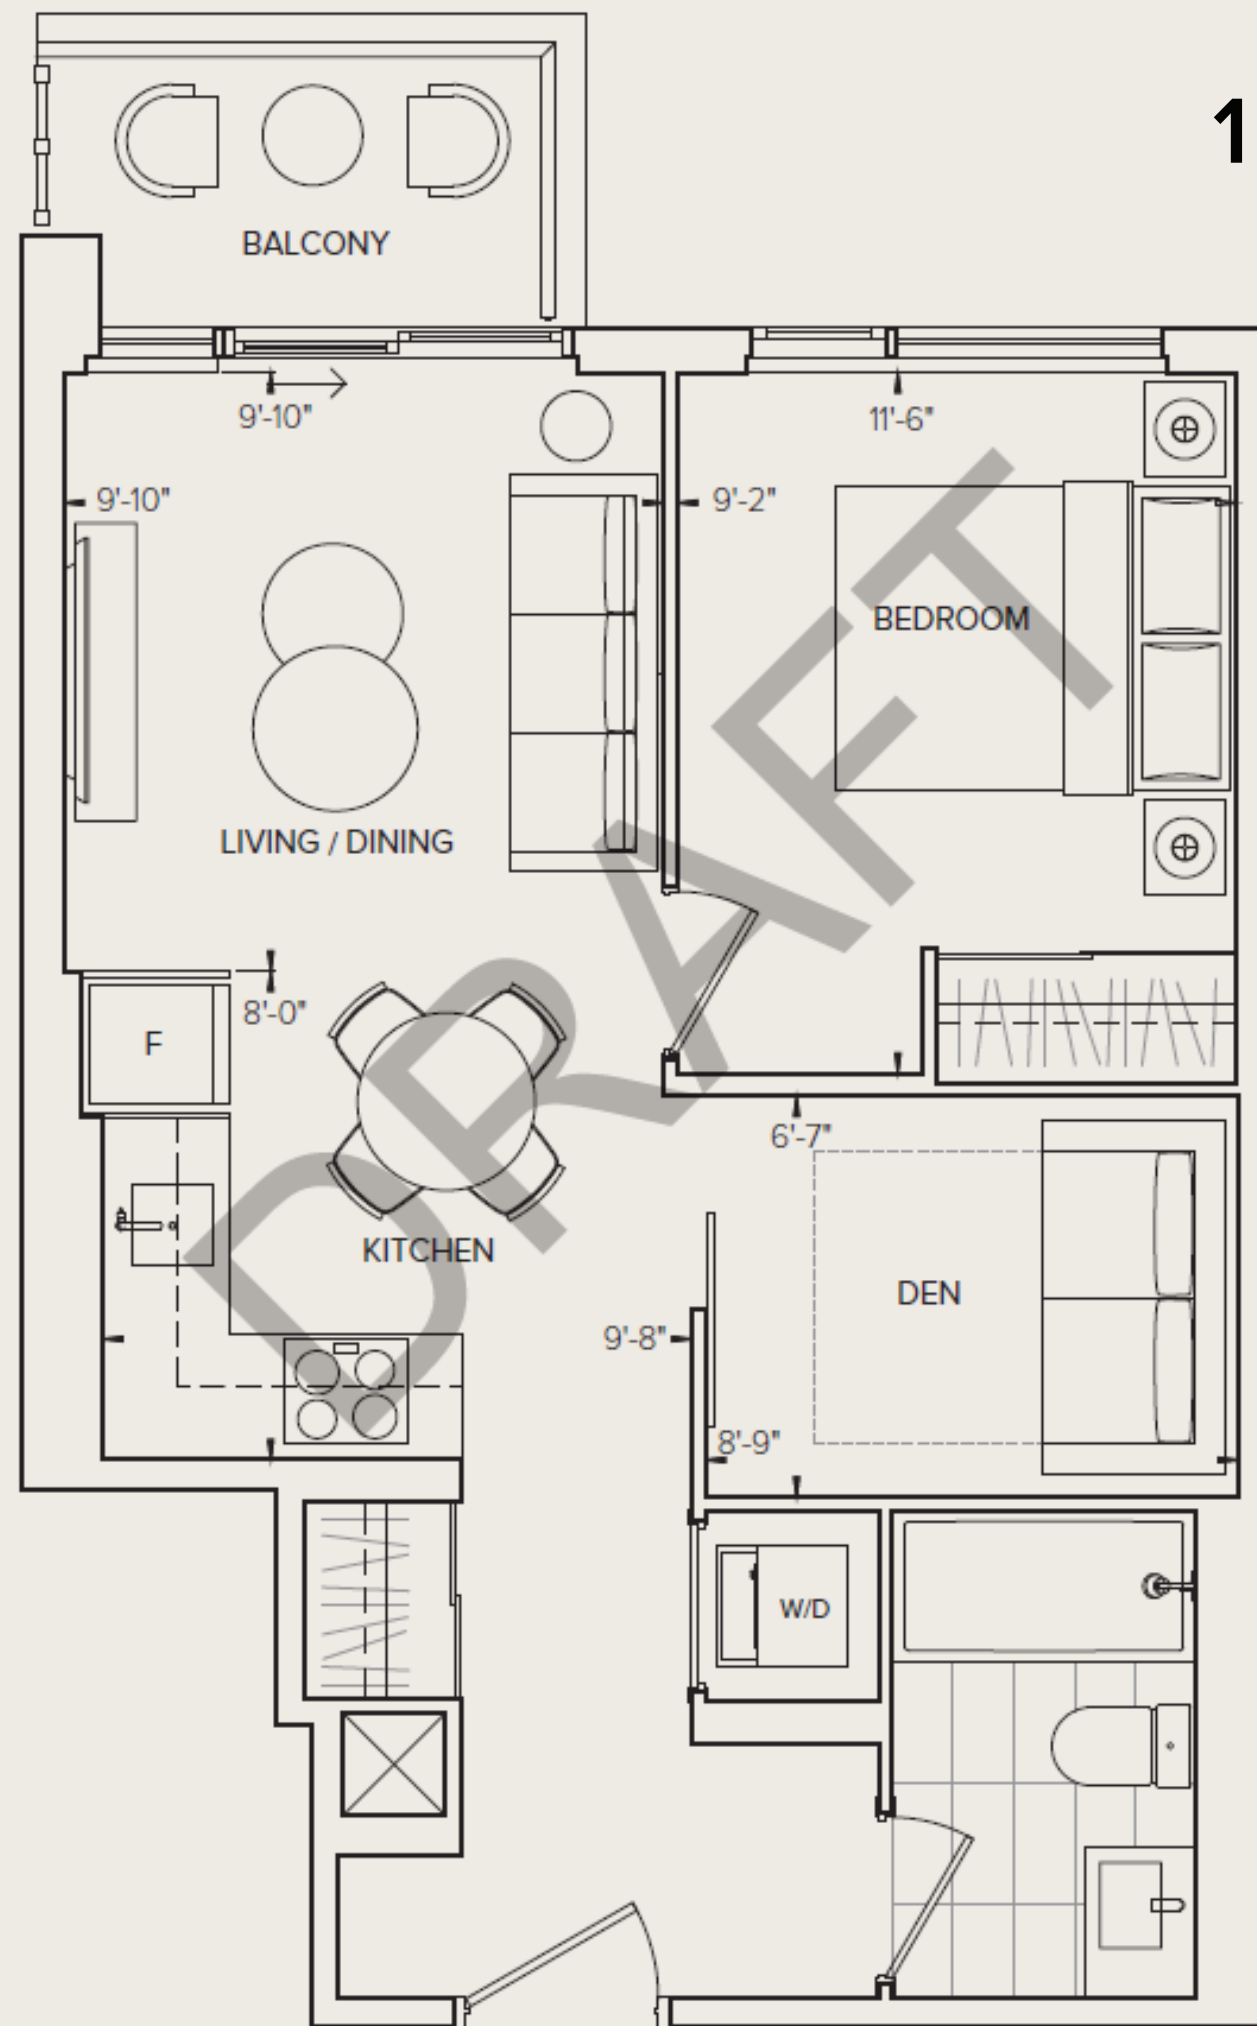 1
BALCONY
9'-10"
11'-6"
9'-10"
9'-2"
BEDROOM
LIVING / DINING
8'-0"
F
6'-7"
KITCHEN
DEN
9'-8"
8'-9"
W/D
DRAFT